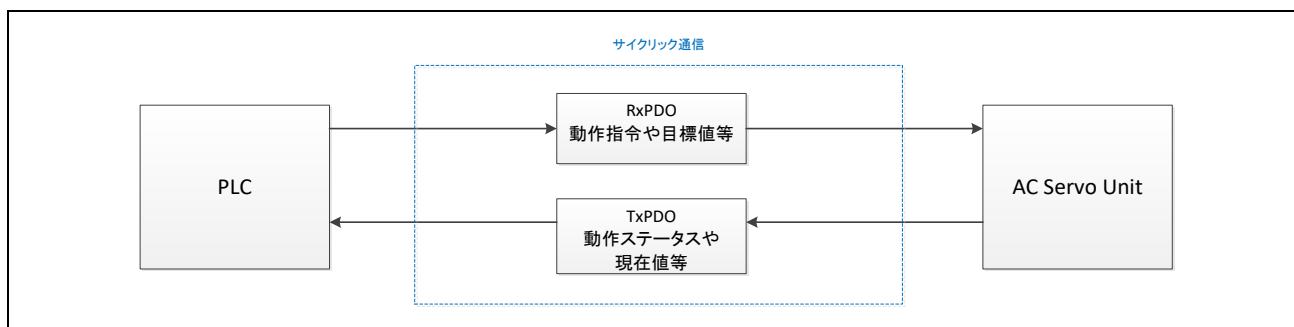 サイクリック通信
PLC
RxPDO
動作指令や目標値等
TxPDO
動作ステータスや
現在値等
AC Servo Unit